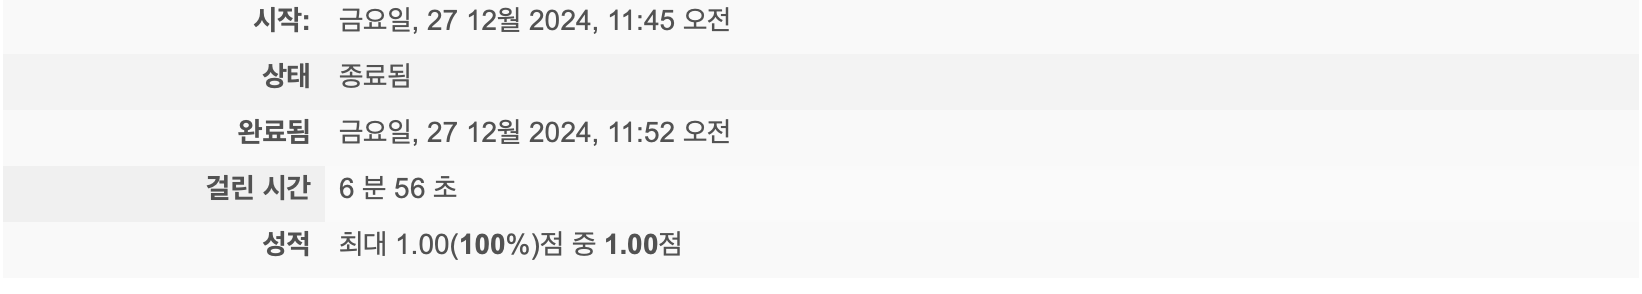 시작: 금요일, 27 12월 2024, 11:45 오전
상태 종료됨
완료됨 금요일, 27 12월 2024, 11:52 오전
걸린 시간 6 분 56 초
성적 최대 1.00(100%)점 중 1.00점